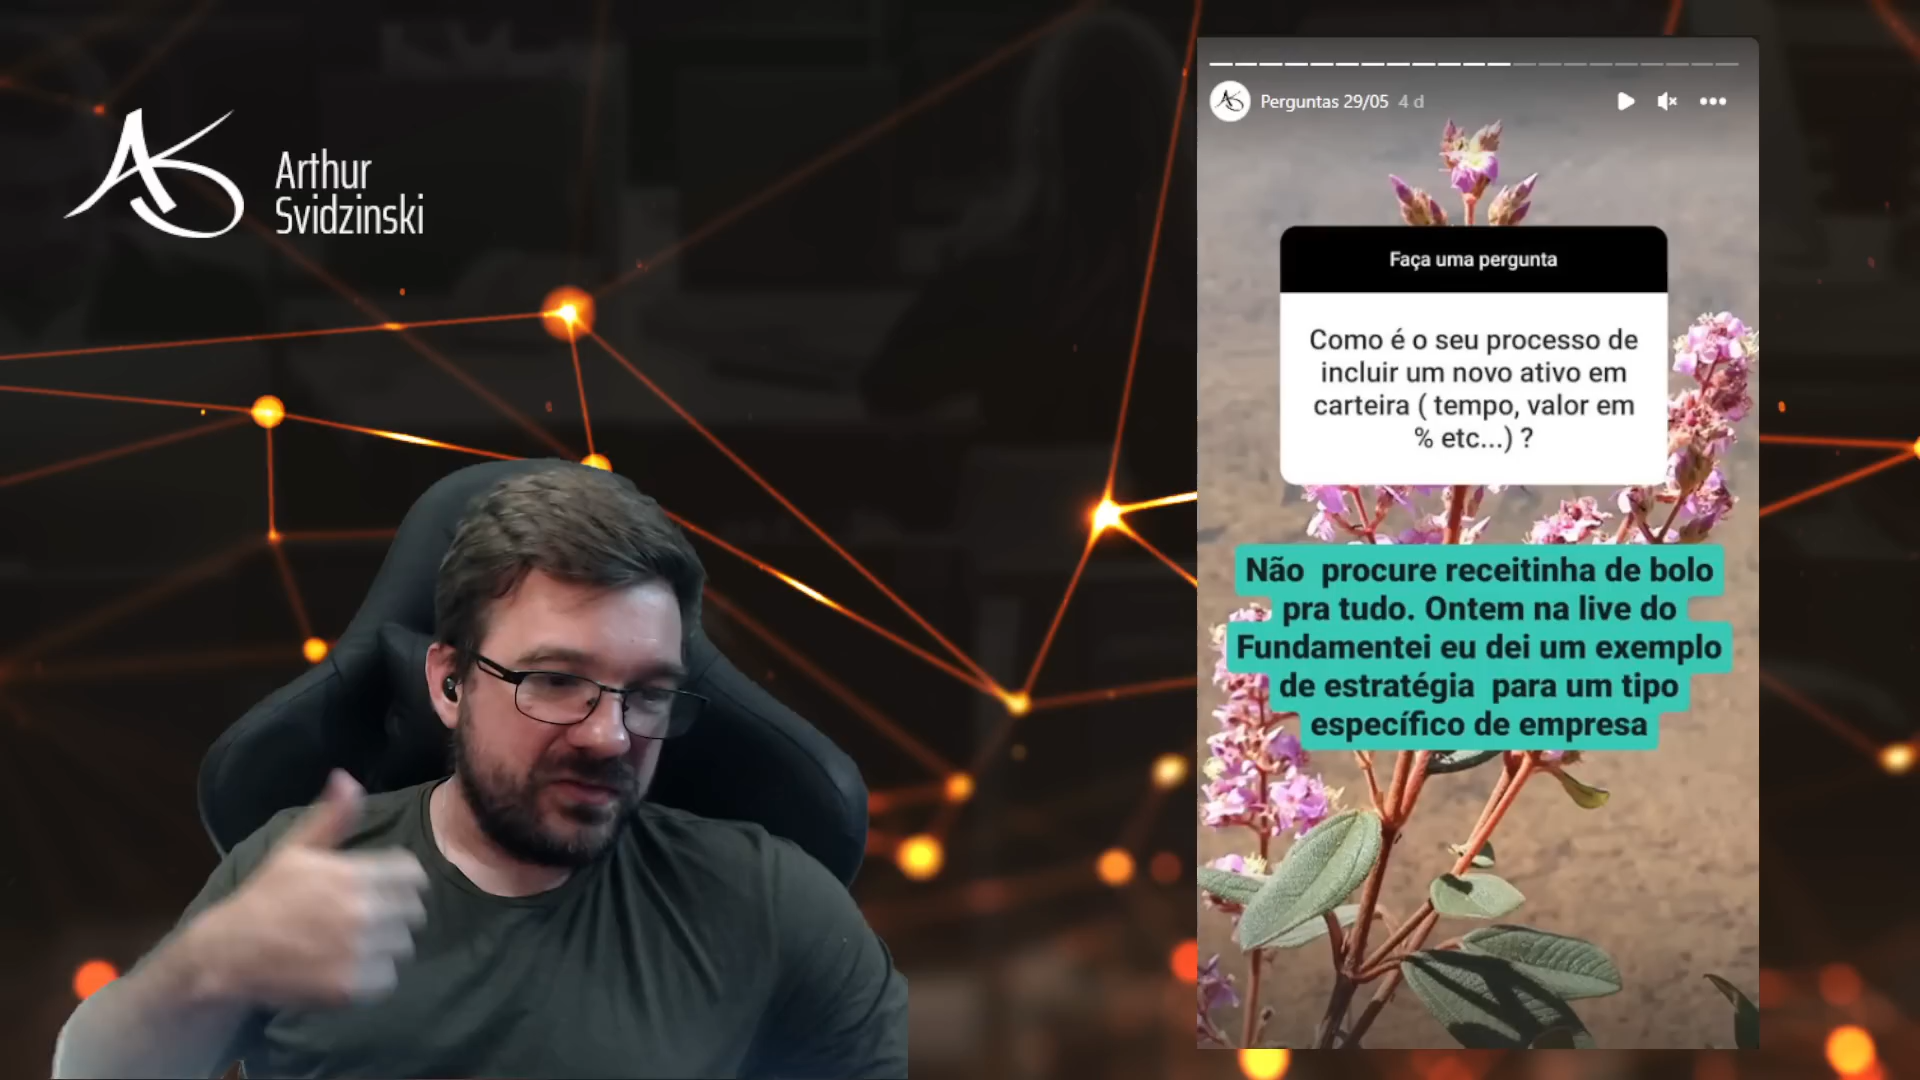 Arthur
Svidzinski
Perguntas 29/05 4 d
Faça uma pergunta
Como é o seu processo de
incluir um novo ativo em
carteira ( tempo, valor em
% etc...) ?
Não procure receitinha de bolo
pra tudo. Ontem na live do
Fundamentei eu dei um exemplo
de estratégia para um tipo
específico de empresa